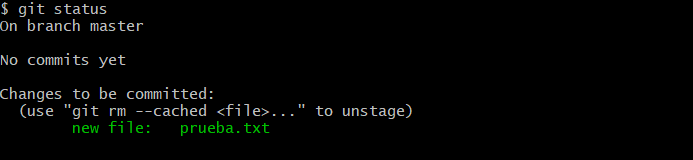 $ git status
On branch master
No commits yet
Changes to be committed:
  (use "git rm --cached <file>..." to unstage)
        new file:   prueba.txt